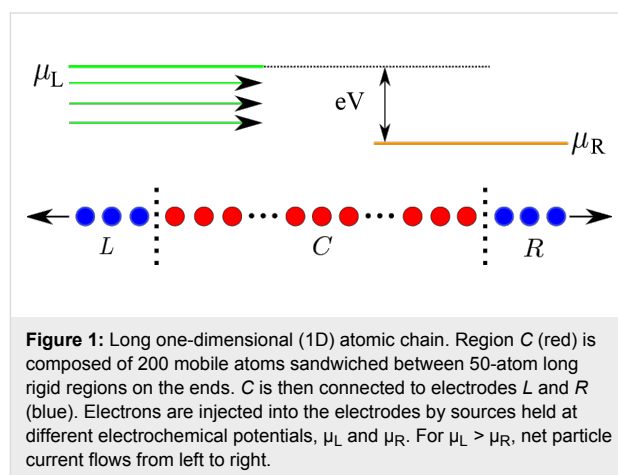 μL
eV
μR
L
C
R
Figure 1: Long one-dimensional (1D) atomic chain. Region C (red) is
composed of 200 mobile atoms sandwiched between 50-atom long
rigid regions on the ends. C is then connected to electrodes L and R
(blue). Electrons are injected into the electrodes by sources held at
different electrochemical potentials, μL and μR. For μL > μR, net particle
current flows from left to right.